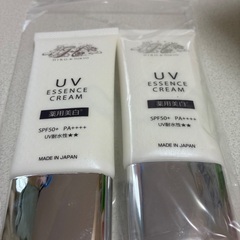 UV
ESSENCE
CREAM
薬用美白*
SPF50+ PA++++
UV耐水性★★
MADE IN JAPAN
UV
ESSENCE
CREAM
薬用美白*
SPF50+ PA++++
UV耐水性★★
MADE IN JAPAN